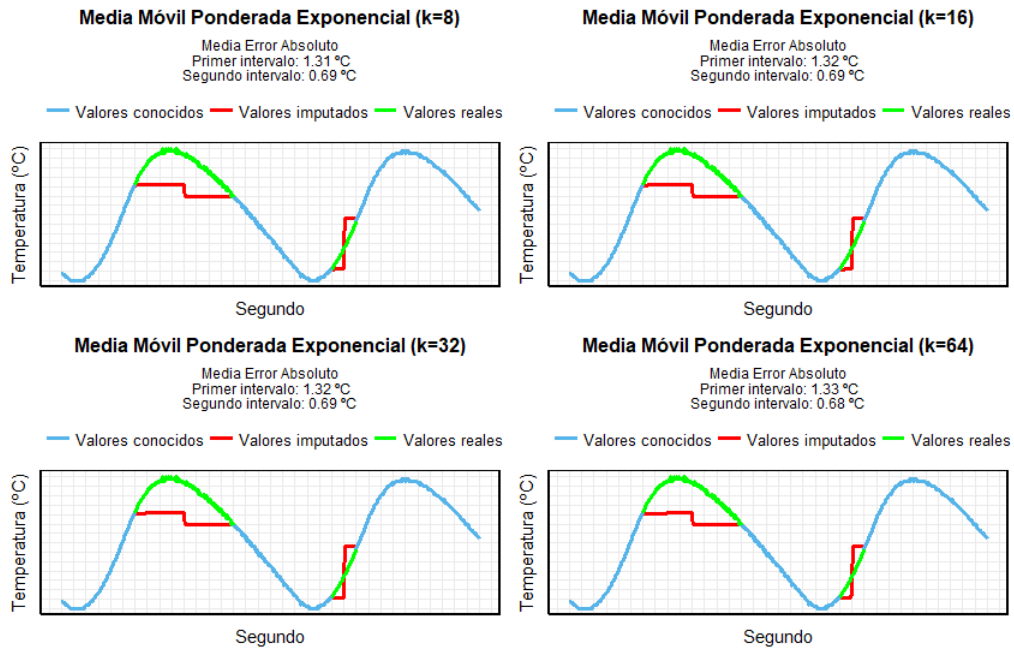 Media Móvil Ponderada Exponencial (k=8)
Media Error Absoluto
Primer intervalo: 1.31 ºC
Segundo intervalo: 0.69 ºC
Valores conocidos Valores imputados Valores reales
Temperatura (ºC)
Segundo
Media Móvil Ponderada Exponencial (k=16)
Media Error Absoluto
Primer intervalo: 1.32 ºC
Segundo intervalo: 0.69 ºC
Valores conocidos Valores imputados Valores reales
Temperatura (ºC)
Segundo
Media Móvil Ponderada Exponencial (k=32)
Media Error Absoluto
Primer intervalo: 1.32 ºC
Segundo intervalo: 0.69 ºC
Valores conocidos Valores imputados Valores reales
Temperatura (ºC)
Segundo
Media Móvil Ponderada Exponencial (k=64)
Media Error Absoluto
Primer intervalo: 1.33 ºC
Segundo intervalo: 0.68 ºC
Valores conocidos Valores imputados Valores reales
Temperatura (ºC)
Segundo